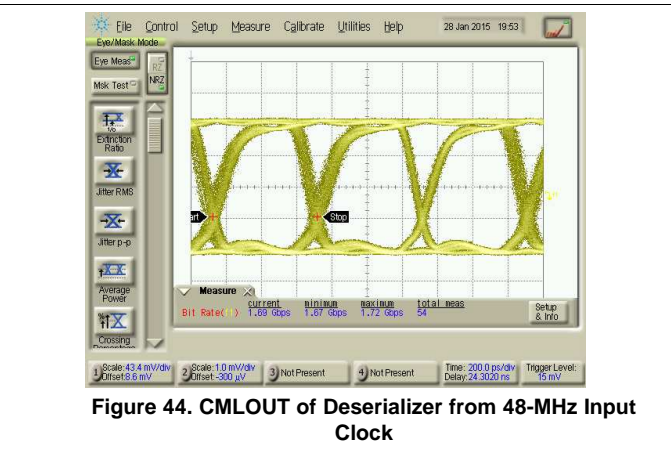 File Control Setup Measure Calibrate Utilities Help 28 Jan 2015 19:53
Eye/Mask Mode
Eye Meas
RZ
NRZ
Msk Test
Extinction
Ratio
Jitter RMS
Jitter p-p
Average
Power
Crossing
Start
Stop
Measure
current minimum maximum total meas
Bit Rate( ) 1.69 Gbps 1.67 Gbps 1.72 Gbps 54
Setup
& Info
1 Scale:43.4 mV/div
Offset:8.6 mV
2 Scale:1.0 mV/div
Offset:-300 µV
3 Not Present
4 Not Present
Time: 200.0 ps/div
Delay:24.3020 ns
Trigger Level:
15 mV
Figure 44. CMLOUT of Deserializer from 48-MHz Input
Clock